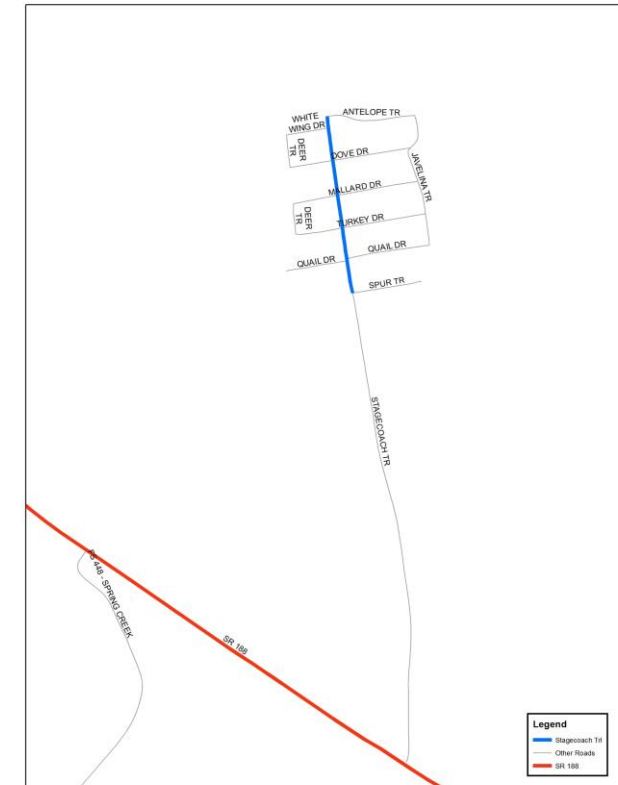 WHITE
WING DR
ANTELOPE TR
DEER
TR
DOVE DR
JAVELINA TR
MALLARD DR
DEER
TR
TURKEY DR
QUAIL DR
QUAIL DR
SPUR TR
STAGECOACH TR
FS 448 - SPRING CREEK
SR 188
Legend
Stagecoach Trl
Other Roads
SR 188